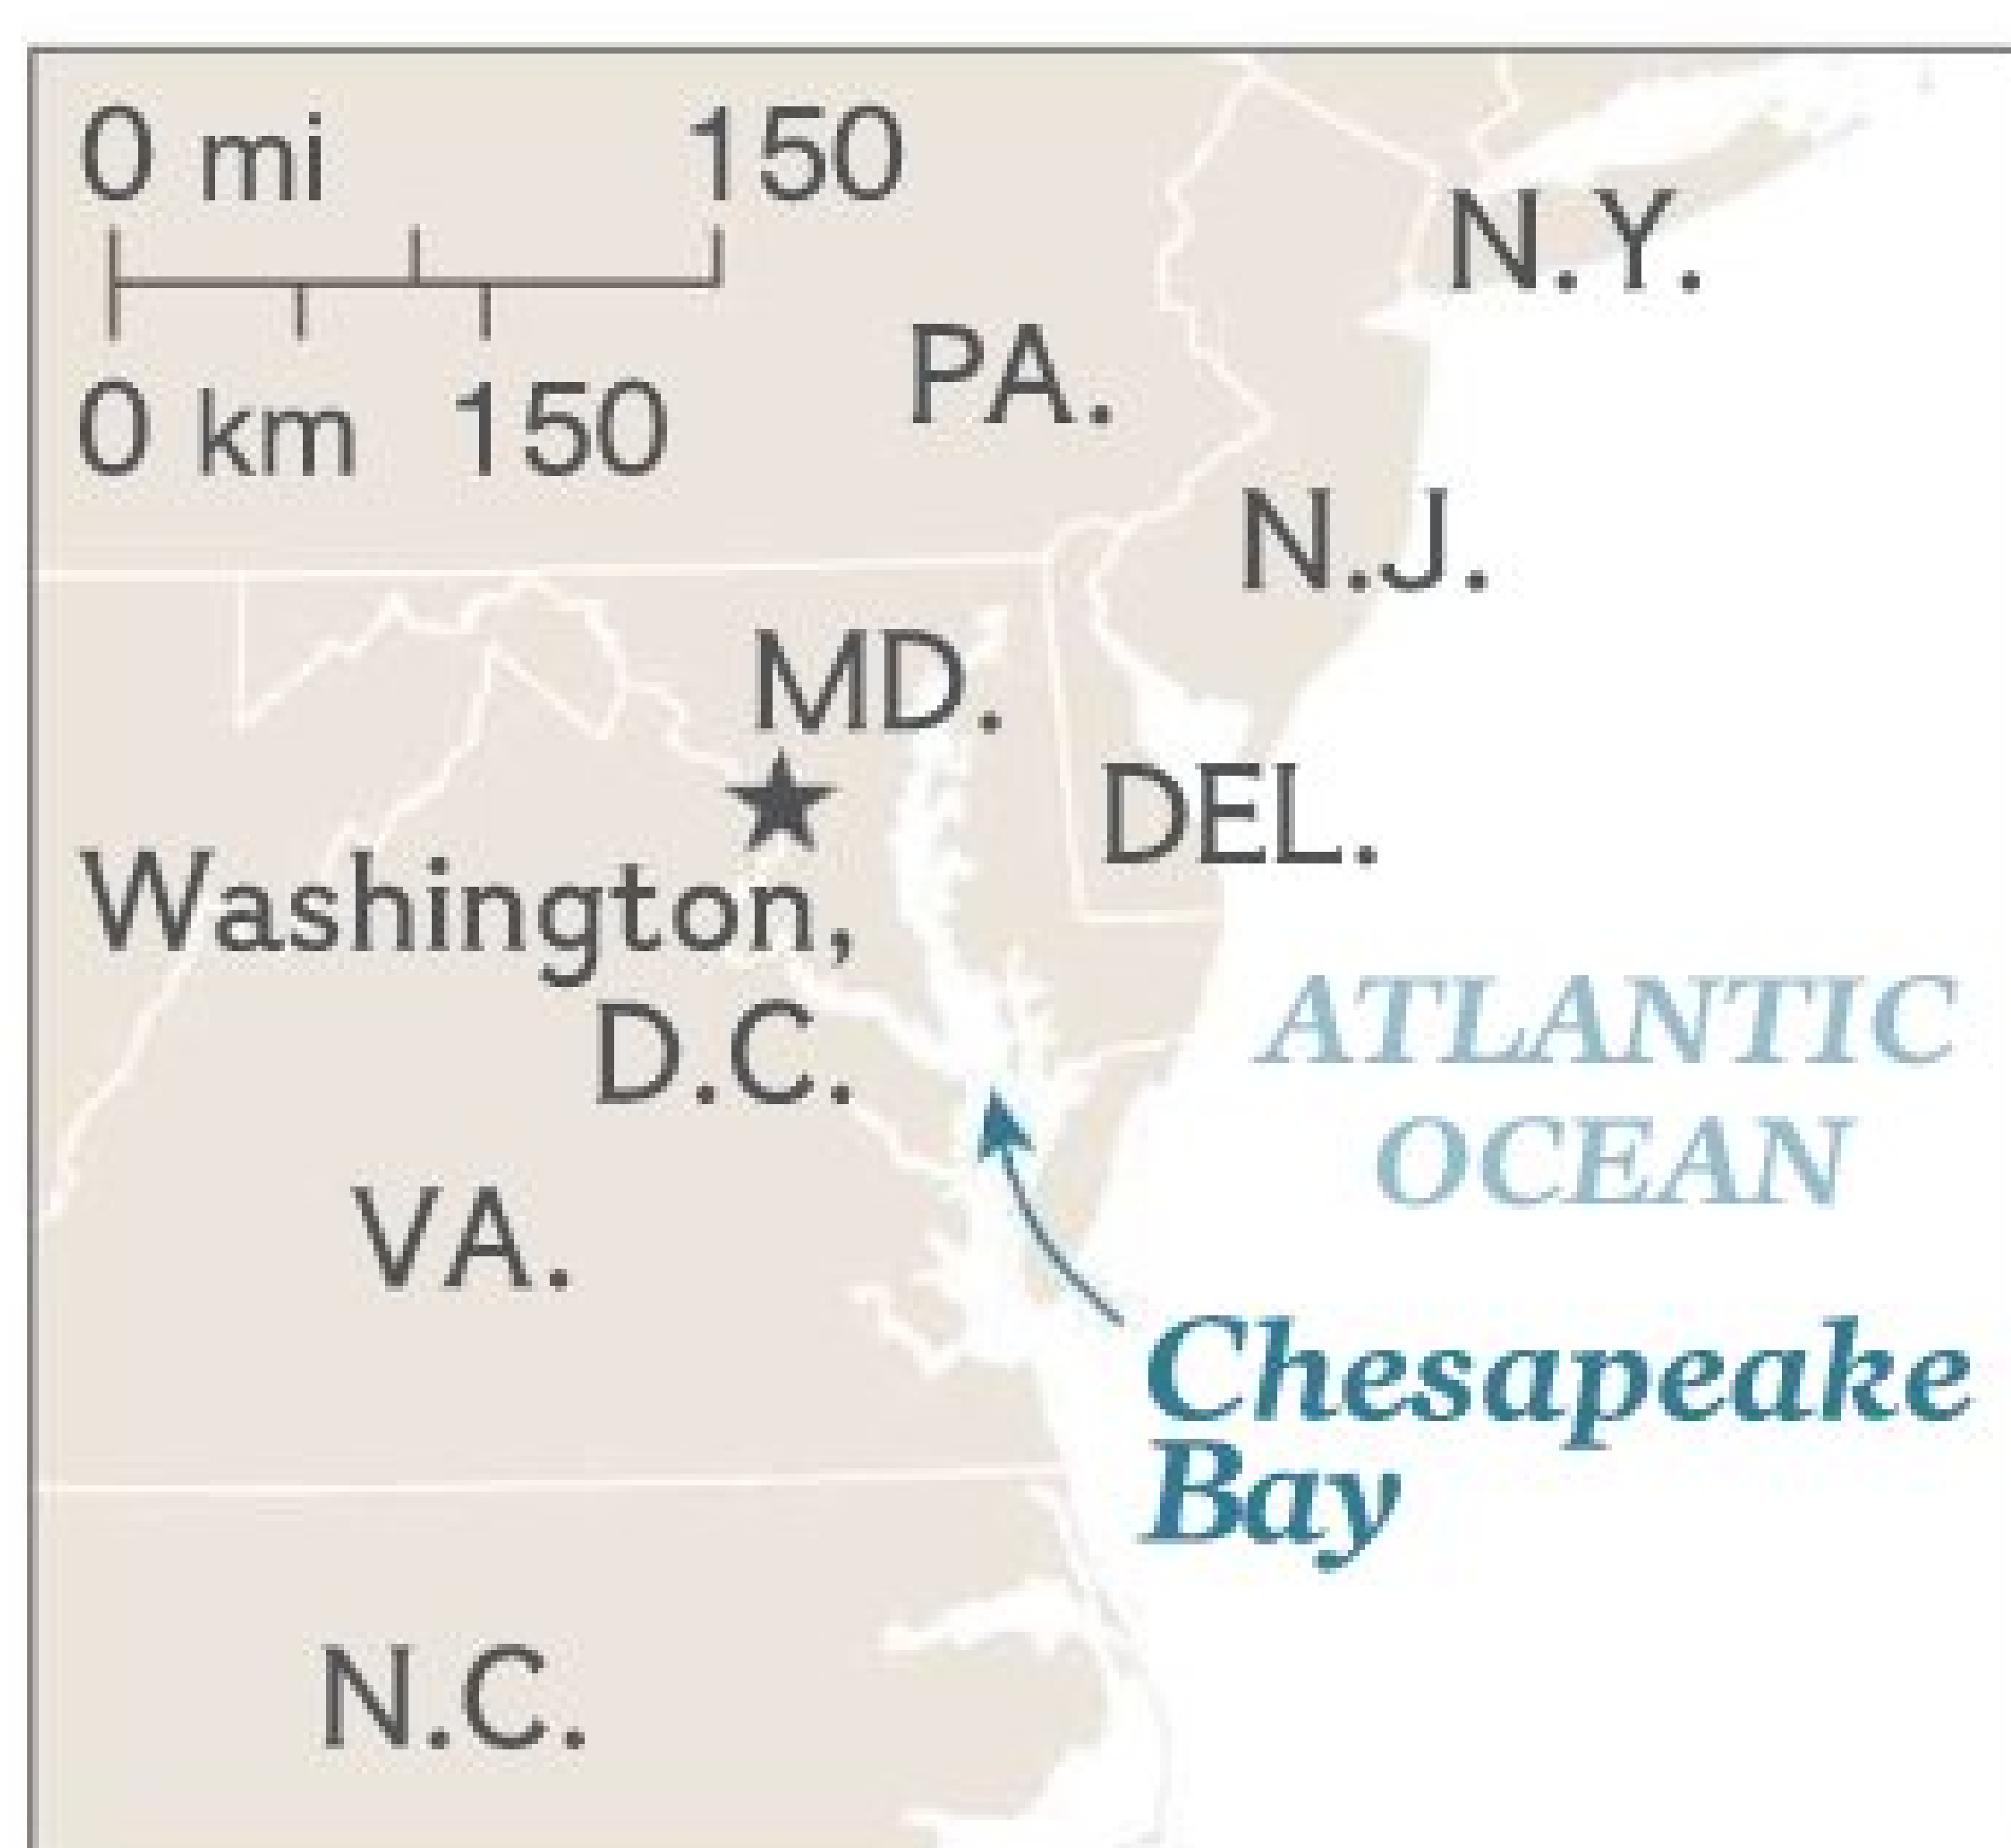 0 mi 150
0 km 150
PA.
N.Y.
N.J.
MD.
DEL.
Washington,
D.C.
ATLANTIC
OCEAN
VA.
Chesapeake
Bay
N.C.